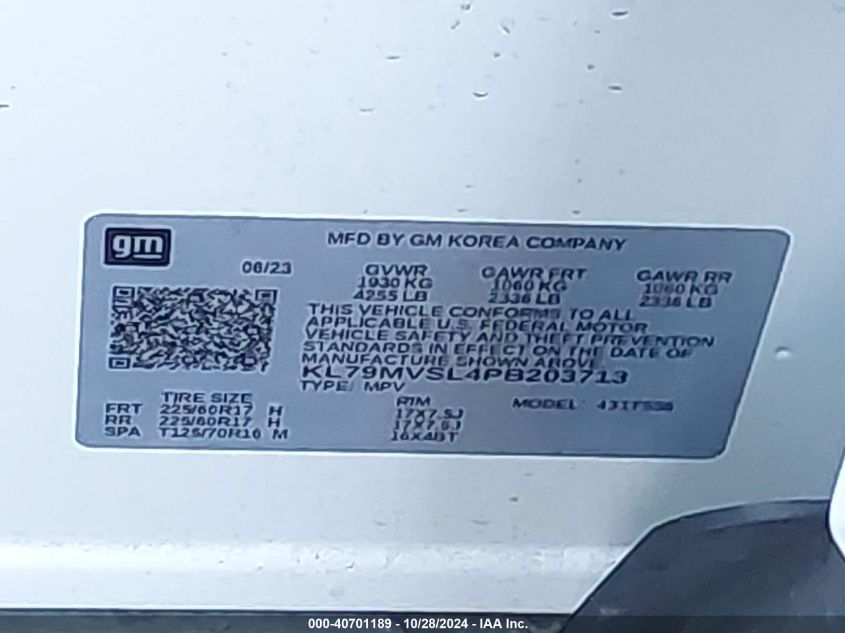 gm
MFD BY GM KOREA COMPANY
06/23
GVWR GAWR FRT GAWR RR
1930 KG 1060 KG 1060 KG
4255 LB 2336 LB 2336 LB
THIS VEHICLE CONFORMS TO ALL
APPLICABLE U.S. FEDERAL MOTOR
VEHICLE SAFETY AND THEFT PREVENTION
STANDARDS IN EFFECT ON THE DATE OF
MANUFACTURE SHOWN ABOVE
KL79MVSL4PB203713
TYPE: MPV
TIRE SIZE RIM MODEL:
FRT 225/60R17 H 17X7.5J
RR 225/60R17 H 17X7.5J
SPA T125/70R16 M 16X4BT
000-40701189 - 10/28/2024 - IAA Inc.